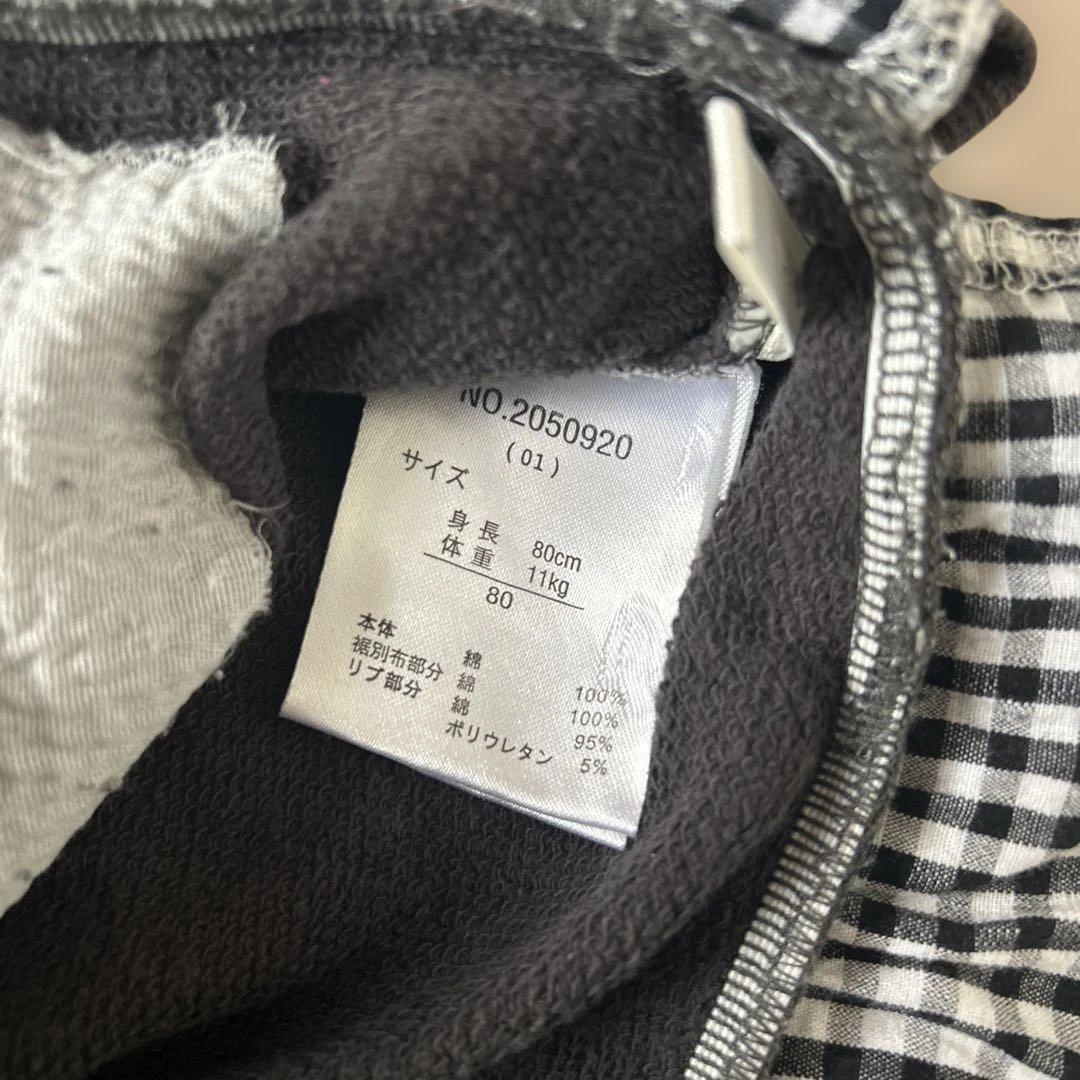 NO.2050920
(01)
サイズ
身長 80cm
体重 11kg
80
本体 綿 100%
裾別布部分 綿 100%
リブ部分 綿 95%
ポリウレタン 5%